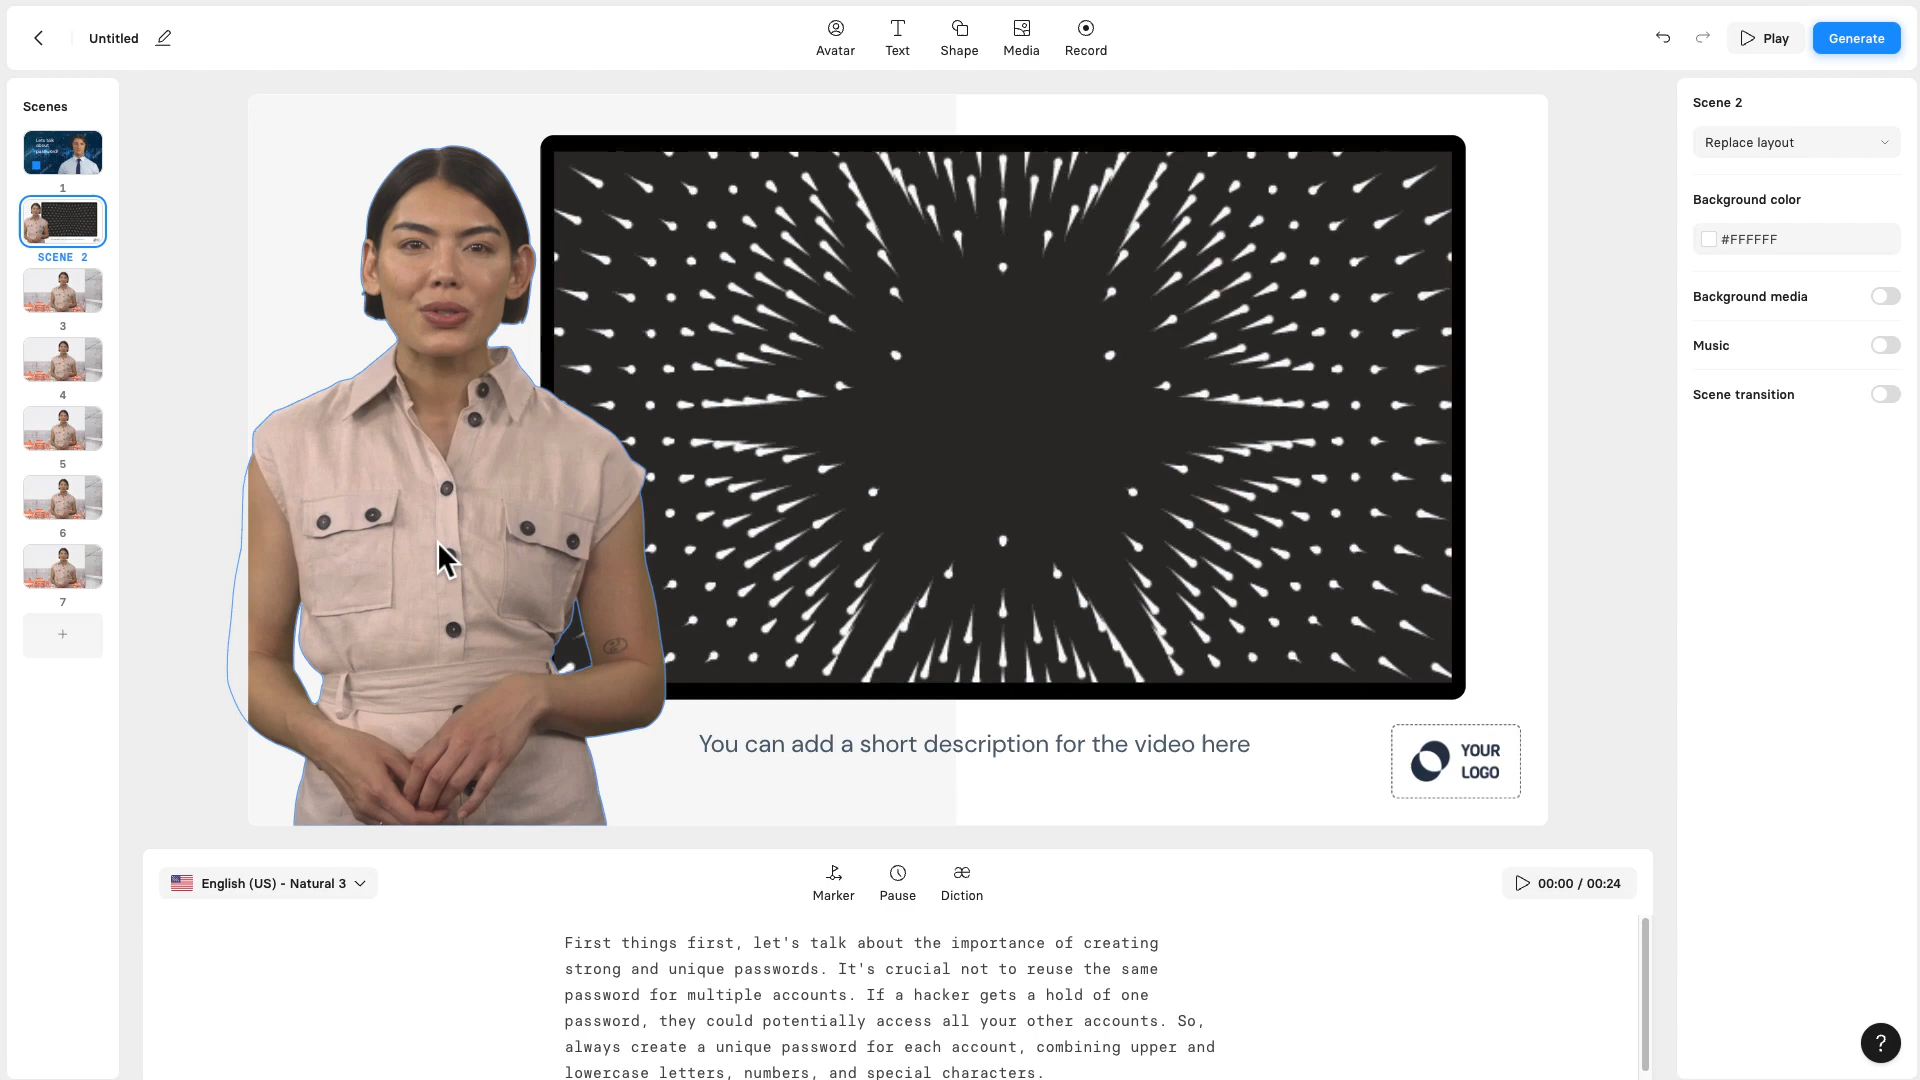 Untitled
Avatar
Text
Shape
Media
Record
Play
Generate
Scenes
Let's talk
about
password!
1
SCENE 2
3
4
5
6
7
+
You can add a short description for the video here
YOUR
LOGO
Scene 2
Replace layout
Background color
#FFFFFF
Background media
Music
Scene transition
English (US) - Natural 3
Marker
Pause
Diction
00:00 / 00:24
First things first, let's talk about the importance of creating
strong and unique passwords. It's crucial not to reuse the same
password for multiple accounts. If a hacker gets a hold of one
password, they could potentially access all your other accounts. So,
always create a unique password for each account, combining upper and
lowercase letters, numbers, and special characters.
?